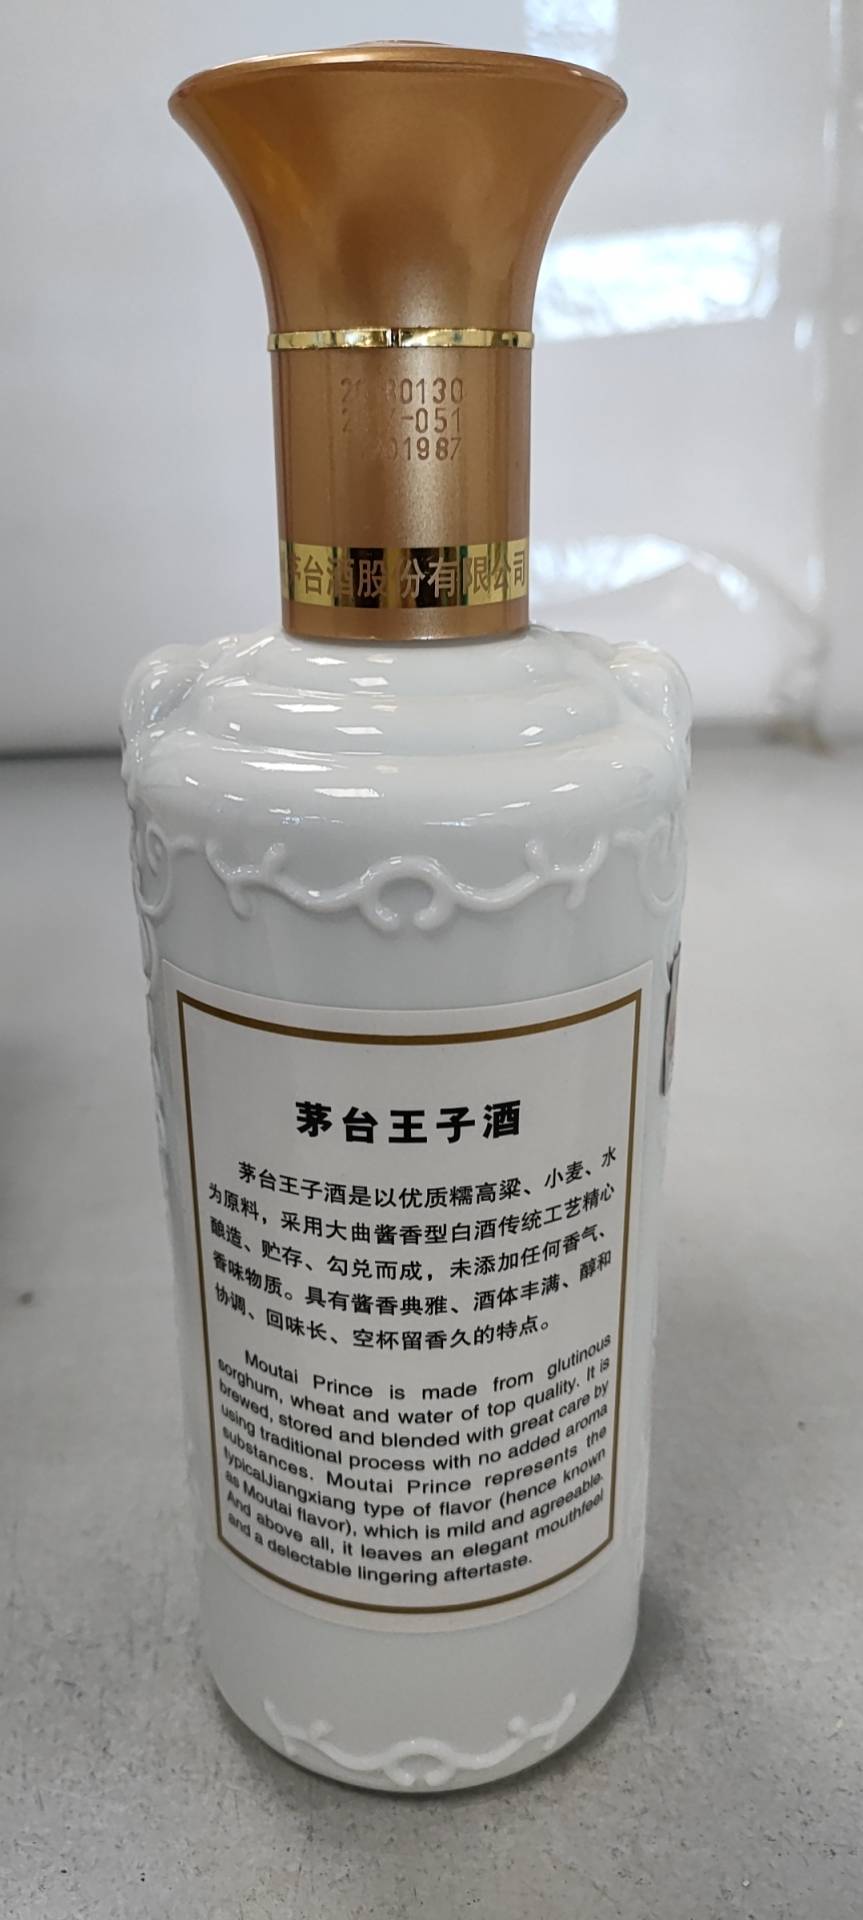 0130
-051
01987
茅台酒股份有限公司
茅台王子酒
茅台王子酒是以优质糯高粱、小麦、水
为原料，采用大曲酱香型白酒传统工艺精心
酿造、贮存、勾兑而成，未添加任何香气、
香味物质。具有酱香典雅、酒体丰满、醇和
协调、回味长、空杯留香久的特点。
Moutai Prince is made from glutinous
sorghum, wheat and water of top quality. It is
brewed, stored and blended with great care by
using traditional process with no added aroma
substances. Moutai Prince represents the
typicalJiangxiang type of flavor (hence known
as Moutai flavor), which is mild and agreeable.
And above all, it leaves an elegant mouthfeel
and a delectable lingering aftertaste.